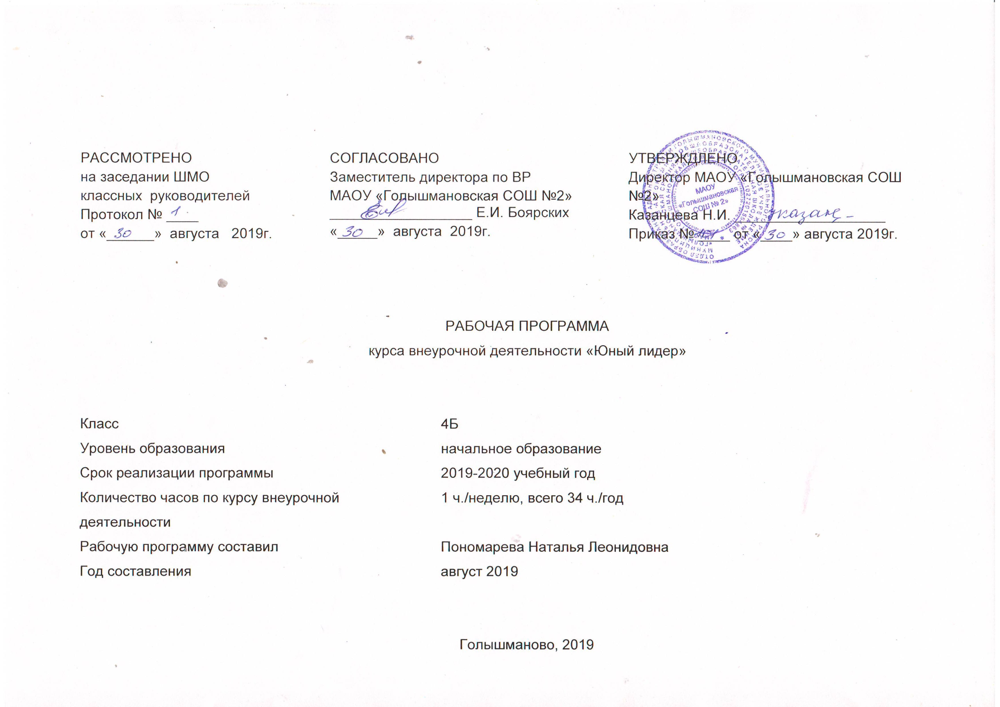 РАССМОТРЕНО
на заседании ШМО
классных руководителей
Протокол № 1
от «30» августа 2019г.
СОГЛАСОВАНО
Заместитель директора по ВР
МАОУ «Голышмановская СОШ №2»
Е.И. Боярских
«30» августа 2019г.
УТВЕРЖДЛЕНО
Директор МАОУ «Голышмановская СОШ
№2»
Казанцева Н.И.
Приказ № от «30» августа 2019г.
МАОУ
«Голышмановская
СОШ № 2»
РАБОЧАЯ ПРОГРАММА
курса внеурочной деятельности «Юный лидер»
Класс 4Б
Уровень образования начальное образование
Срок реализации программы 2019-2020 учебный год
Количество часов по курсу внеурочной 1 ч./неделю, всего 34 ч./год
деятельности
Рабочую программу составил Пономарева Наталья Леонидовна
Год составления август 2019
Голышманово, 2019